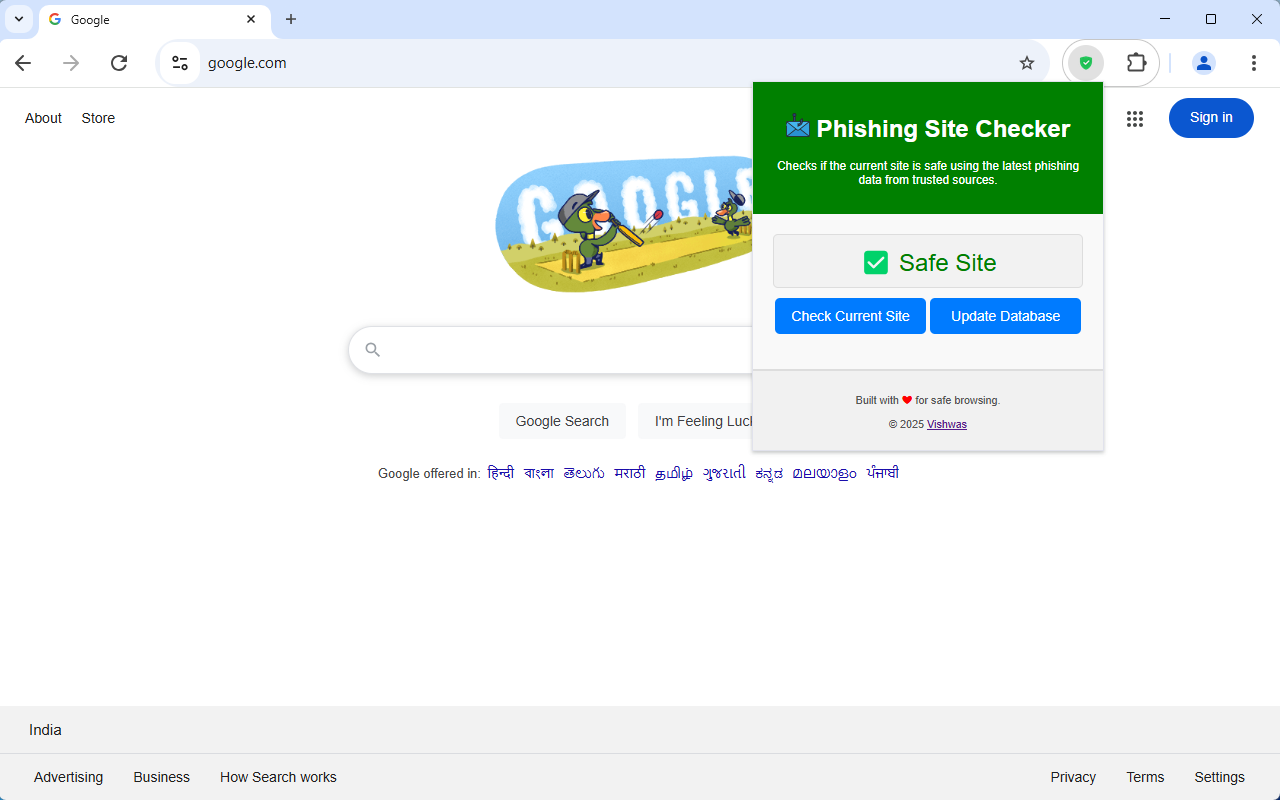 Google
google.com
About Store
Sign in
GOOGLE
Phishing Site Checker
Checks if the current site is safe using the latest phishing
data from trusted sources.
Safe Site
Check Current Site Update Database
Built with ❤ for safe browsing.
© 2025 Vishwas
Google Search I'm Feeling Luck
Google offered in: हिन्दी বাংলা తెలుగు मराठी தமிழ் ગુજરાતી ಕನ್ನಡ മലയാളം ਪੰਜਾਬੀ
India
Advertising Business How Search works Privacy Terms Settings